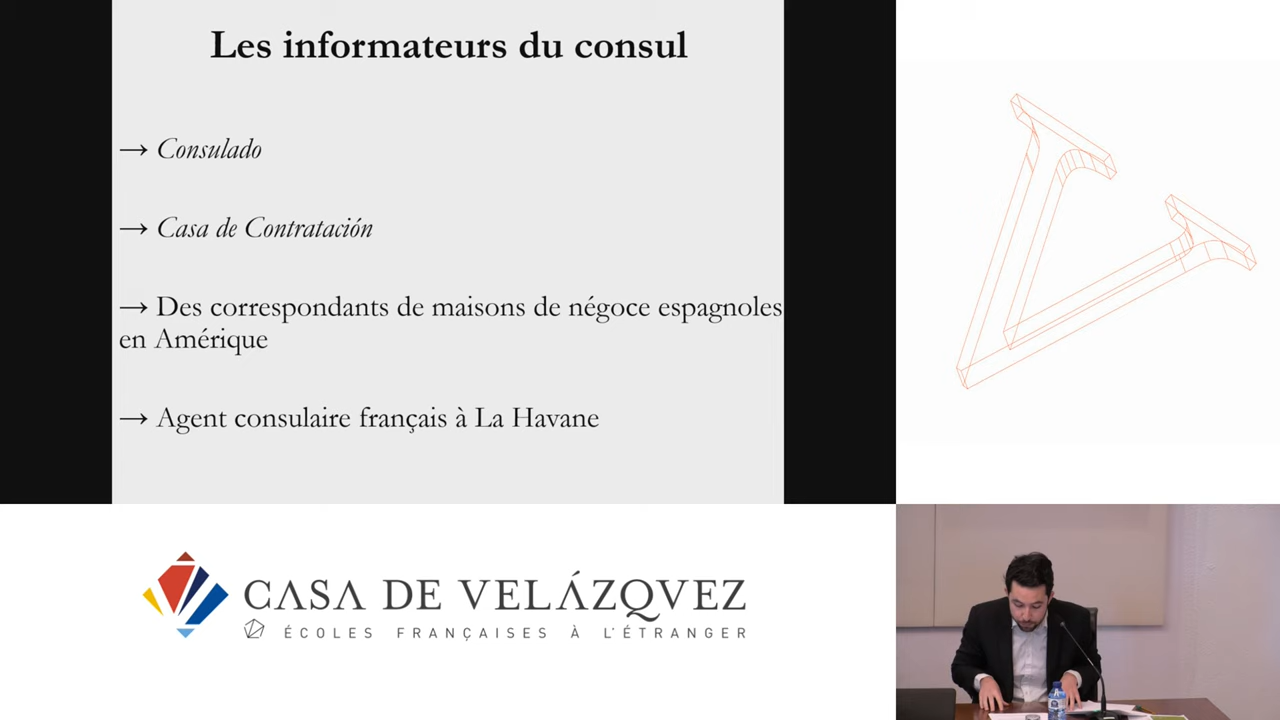 Les informateurs du consul
→ Consulado
→ Casa de Contratación
→ Des correspondants de maisons de négoce espagnoles
en Amérique
→ Agent consulaire français à La Havane
CASA DE VELÁZQVEZ
ÉCOLES FRANÇAISES À L'ÉTRANGER